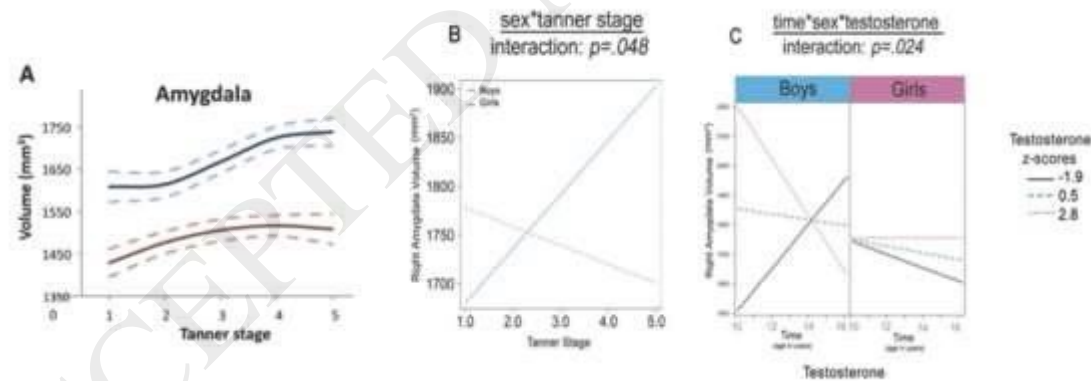 A
Amygdala
Volume (mm³)
1750
1650
1550
1450
1350
0
1
2
3
4
5
Tanner stage
B
sex*tanner stage
interaction: p=.048
Boys
Girls
Right Amygdala Volume (mm³)
1900
1850
1800
1750
1700
1.0
2.0
3.0
4.0
5.0
Tanner Stage
C
time*sex*testosterone
interaction: p=.024
Boys
Girls
Right Amygdala Volume (mm³)
Time
Time
Testosterone
Testosterone
z-scores
-1.9
0.5
2.8